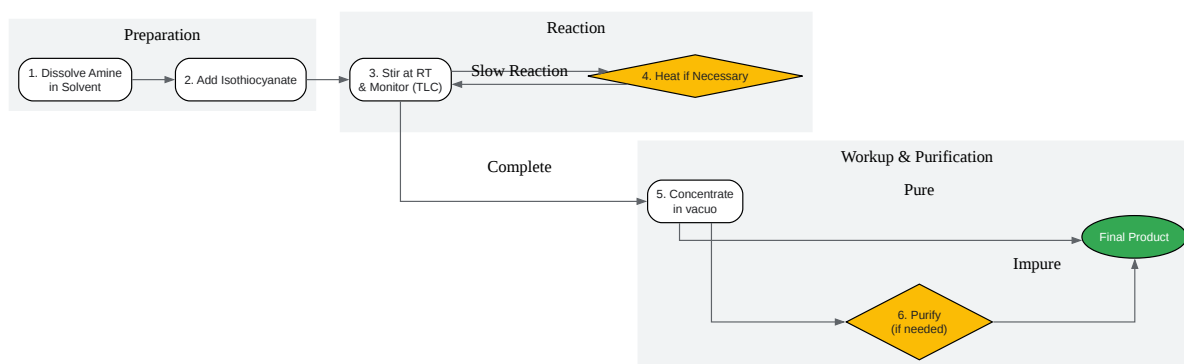 Preparation
1. Dissolve Amine
in Solvent
2. Add Isothiocyanate
Reaction
3. Stir at RT
& Monitor (TLC)
Slow Reaction
4. Heat if Necessary
Complete
Workup & Purification
5. Concentrate
in vacuo
Pure
Final Product
Impure
6. Purify
(if needed)